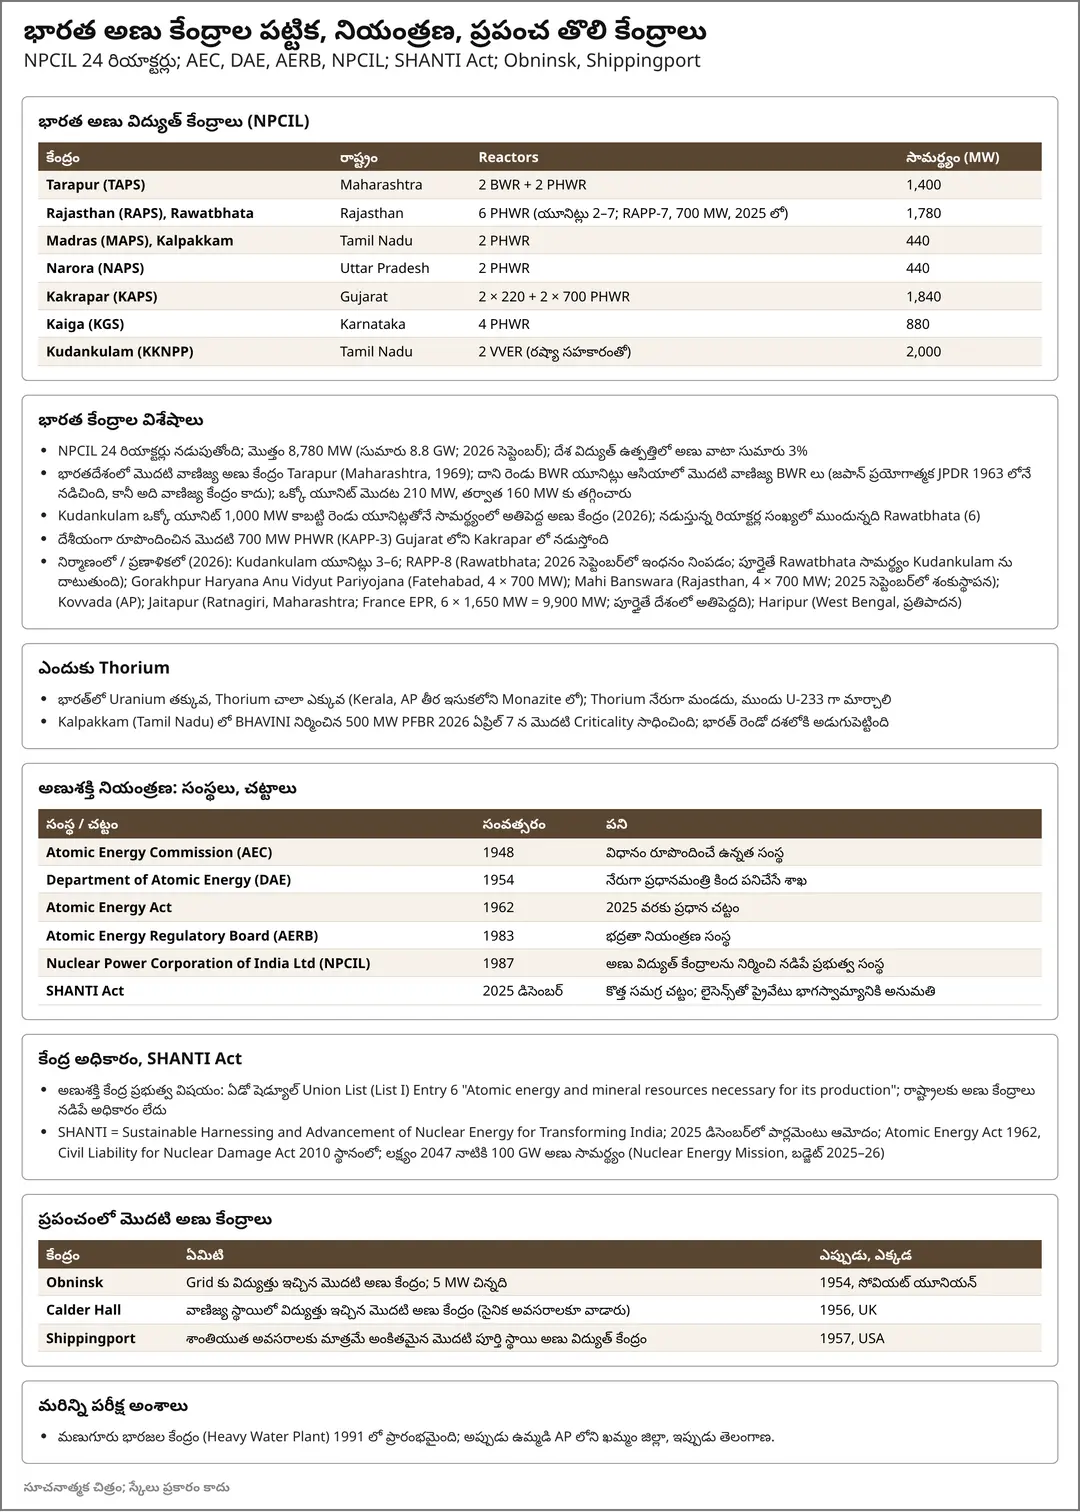 భారత అణు కేంద్రాల పట్టిక, నియంత్రణ, ప్రపంచ తొలి కేంద్రాలు
NPCIL 24 రియాక్టర్లు; AEC, DAE, AERB, NPCIL; SHANTI Act; Obninsk, Shippingport
భారత అణు విద్యుత్ కేంద్రాలు (NPCIL)
కేంద్రం రాష్ట్రం Reactors సామర్థ్యం (MW)
Tarapur (TAPS) Maharashtra 2 BWR + 2 PHWR 1,400
Rajasthan (RAPS), Rawatbhata Rajasthan 6 PHWR (యూనిట్లు 2–7; RAPP-7, 700 MW, 2025 లో) 1,780
Madras (MAPS), Kalpakkam Tamil Nadu 2 PHWR 440
Narora (NAPS) Uttar Pradesh 2 PHWR 440
Kakrapar (KAPS) Gujarat 2 × 220 + 2 × 700 PHWR 1,840
Kaiga (KGS) Karnataka 4 PHWR 880
Kudankulam (KKNPP) Tamil Nadu 2 VVER (రష్యా సహకారంతో) 2,000
భారత కేంద్రాల విశేషాలు
• NPCIL 24 రియాక్టర్లు నడుపుతోంది; మొత్తం 8,780 MW (సుమారు 8.8 GW; 2026 సెప్టెంబర్); దేశ విద్యుత్ ఉత్పత్తిలో అణు వాటా సుమారు 3%
• భారతదేశంలో మొదటి వాణిజ్య అణు కేంద్రం Tarapur (Maharashtra, 1969); దాని రెండు BWR యూనిట్లు ఆసియాలో మొదటి వాణిజ్య BWR లు (జపాన్ ప్రయోగాత్మక JPDR 1963 లోనే
నడిచింది, కానీ అది వాణిజ్య కేంద్రం కాదు); ఒక్కో యూనిట్ మొదట 210 MW, తర్వాత 160 MW కు తగ్గించారు
• Kudankulam ఒక్కో యూనిట్ 1,000 MW కాబట్టి రెండు యూనిట్లతోనే సామర్థ్యంలో అతిపెద్ద అణు కేంద్రం (2026); నడుస్తున్న రియాక్టర్ల సంఖ్యలో ముందున్నది Rawatbhata (6)
• దేశీయంగా రూపొందించిన మొదటి 700 MW PHWR (KAPP-3) Gujarat లోని Kakrapar లో నడుస్తోంది
• నిర్మాణంలో / ప్రణాళికలో (2026): Kudankulam యూనిట్లు 3–6; RAPP-8 (Rawatbhata; 2026 సెప్టెంబర్‌లో ఇంధనం నింపడం; పూర్తైతే Rawatbhata సామర్థ్యం Kudankulam ను
దాటుతుంది); Gorakhpur Haryana Anu Vidyut Pariyojana (Fatehabad, 4 × 700 MW); Mahi Banswara (Rajasthan, 4 × 700 MW; 2025 సెప్టెంబర్‌లో శంకుస్థాపన);
Kovvada (AP); Jaitapur (Ratnagiri, Maharashtra; France EPR, 6 × 1,650 MW = 9,900 MW; పూర్తైతే దేశంలో అతిపెద్దది); Haripur (West Bengal, ప్రతిపాదన)
ఎందుకు Thorium
• భారత్‌లో Uranium తక్కువ, Thorium చాలా ఎక్కువ (Kerala, AP తీర ఇసుకలోని Monazite లో); Thorium నేరుగా మండదు, ముందు U-233 గా మార్చాలి
• Kalpakkam (Tamil Nadu) లో BHAVINI నిర్మించిన 500 MW PFBR 2026 ఏప్రిల్ 7 న మొదటి Criticality సాధించింది; భారత్ రెండో దశలోకి అడుగుపెట్టింది
అణుశక్తి నియంత్రణ: సంస్థలు, చట్టాలు
సంస్థ / చట్టం సంవత్సరం పని
Atomic Energy Commission (AEC) 1948 విధానం రూపొందించే ఉన్నత సంస్థ
Department of Atomic Energy (DAE) 1954 నేరుగా ప్రధానమంత్రి కింద పనిచేసే శాఖ
Atomic Energy Act 1962 2025 వరకు ప్రధాన చట్టం
Atomic Energy Regulatory Board (AERB) 1983 భద్రతా నియంత్రణ సంస్థ
Nuclear Power Corporation of India Ltd (NPCIL) 1987 అణు విద్యుత్ కేంద్రాలను నిర్మించి నడిపే ప్రభుత్వ సంస్థ
SHANTI Act 2025 డిసెంబర్ కొత్త సమగ్ర చట్టం; లైసెన్స్‌తో ప్రైవేటు భాగస్వామ్యానికి అనుమతి
కేంద్ర అధికారం, SHANTI Act
• అణుశక్తి కేంద్ర ప్రభుత్వ విషయం: ఏడో షెడ్యూల్ Union List (List I) Entry 6 "Atomic energy and mineral resources necessary for its production"; రాష్ట్రాలకు అణు కేంద్రాలు
నడిపే అధికారం లేదు
• SHANTI = Sustainable Harnessing and Advancement of Nuclear Energy for Transforming India; 2025 డిసెంబర్‌లో పార్లమెంటు ఆమోదం; Atomic Energy Act 1962,
Civil Liability for Nuclear Damage Act 2010 స్థానంలో; లక్ష్యం 2047 నాటికి 100 GW అణు సామర్థ్యం (Nuclear Energy Mission, బడ్జెట్ 2025–26)
ప్రపంచంలో మొదటి అణు కేంద్రాలు
కేంద్రం ఏమిటి ఎప్పుడు, ఎక్కడ
Obninsk Grid కు విద్యుత్తు ఇచ్చిన మొదటి అణు కేంద్రం; 5 MW చిన్నది 1954, సోవియట్ యూనియన్
Calder Hall వాణిజ్య స్థాయిలో విద్యుత్తు ఇచ్చిన మొదటి అణు కేంద్రం (సైనిక అవసరాలకూ వాడారు) 1956, UK
Shippingport శాంతియుత అవసరాలకు మాత్రమే అంకితమైన మొదటి పూర్తి స్థాయి అణు విద్యుత్ కేంద్రం 1957, USA
మరిన్ని పరీక్ష అంశాలు
• మణుగూరు భారజల కేంద్రం (Heavy Water Plant) 1991 లో ప్రారంభమైంది; అప్పుడు ఉమ్మడి AP లోని ఖమ్మం జిల్లా, ఇప్పుడు తెలంగాణ.
సూచనాత్మక చిత్రం; స్కేలు ప్రకారం కాదు